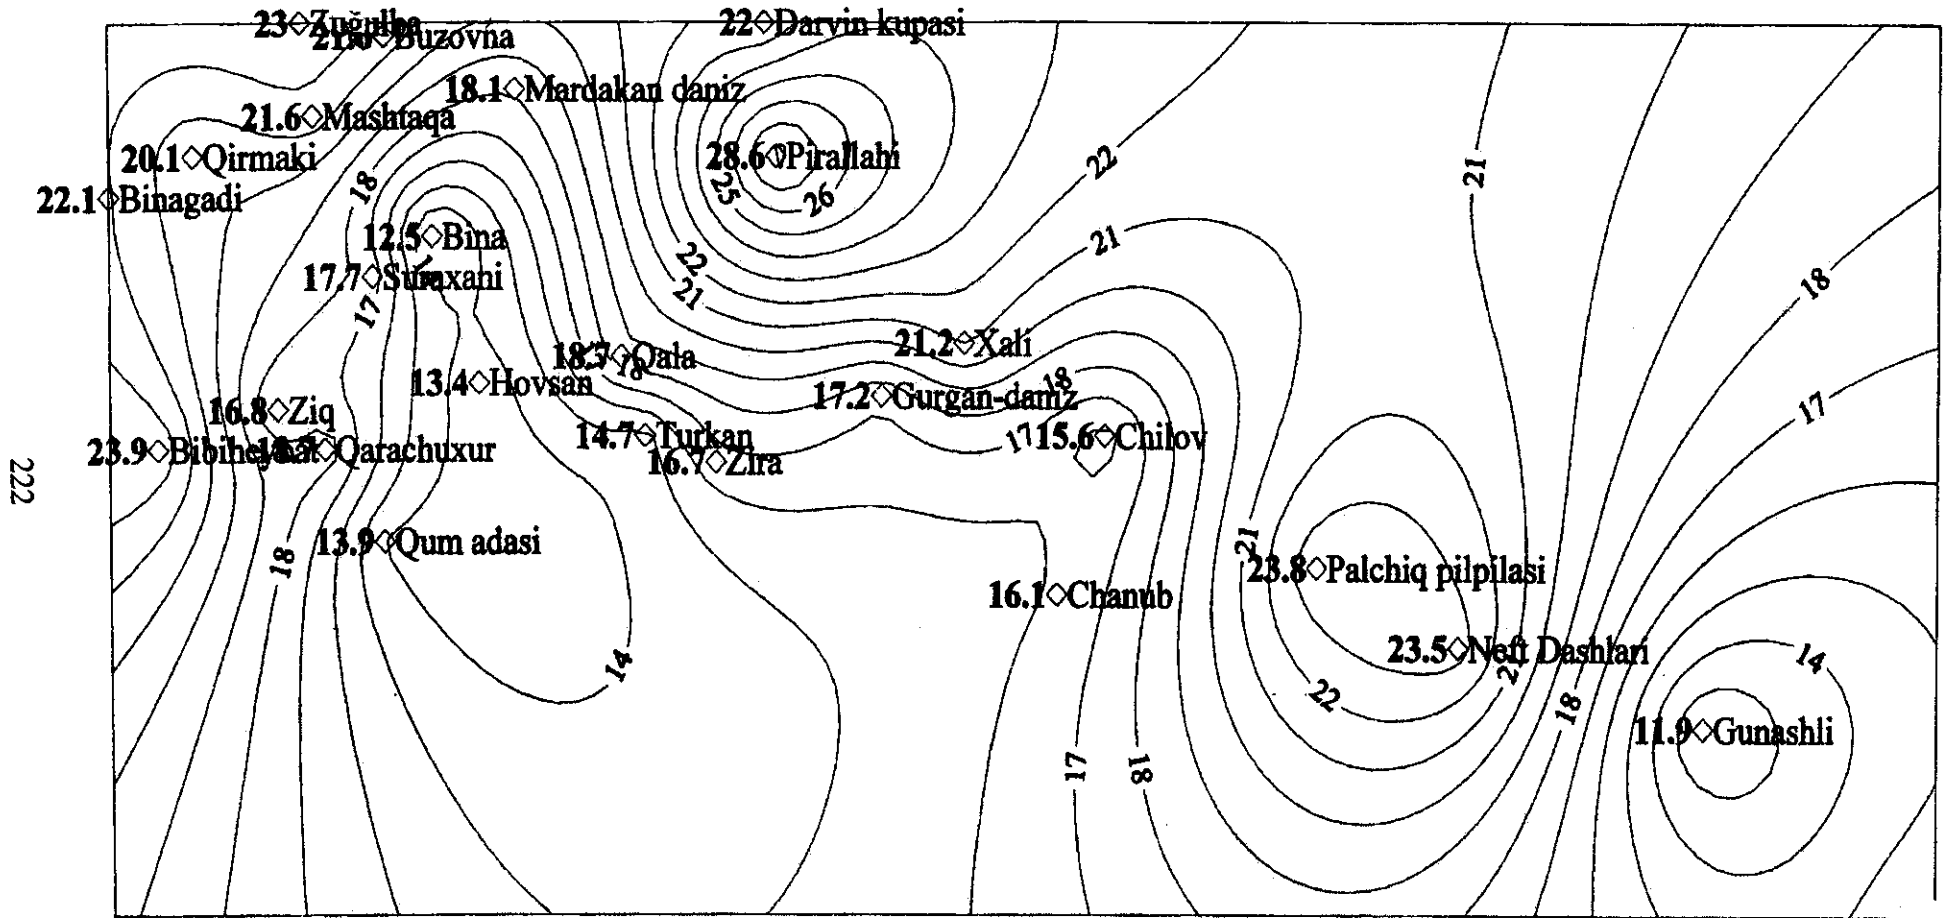 23 Zuğulba
Buzovna
22 Darvin kupasi
18.1 Mardakan daniz
21.6 Mashtaqa
20.1 Qirmaki
28.6 Pirallahi
22.1 Binagadi
18
25
26
22
21
12.5 Bina
21
22
17.7 Suraxani
21
18
17
18.7 Qala
18
21.2 Xali
13.4 Hovsan
18
17.2 Gurgan-daniz
17
16.8 Ziq
23.9 Bibiheybat
Qarachuxur
14.7 Turkan
16.7 Zira
17
15.6 Chilov
222
13.9 Qum adasi
18
21
23.8 Palchiq pilpilasi
16.1 Chanub
14
23.5 Neft Dashlari
14
21
22
18
11.9 Gunashli
17
18